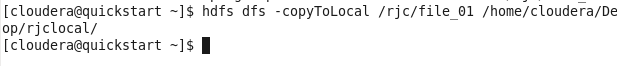 [cloudera@quickstart ~]$ hdfs dfs -copyToLocal /rjc/file_01 /home/cloudera/De
op/rjclocal/
[cloudera@quickstart ~]$